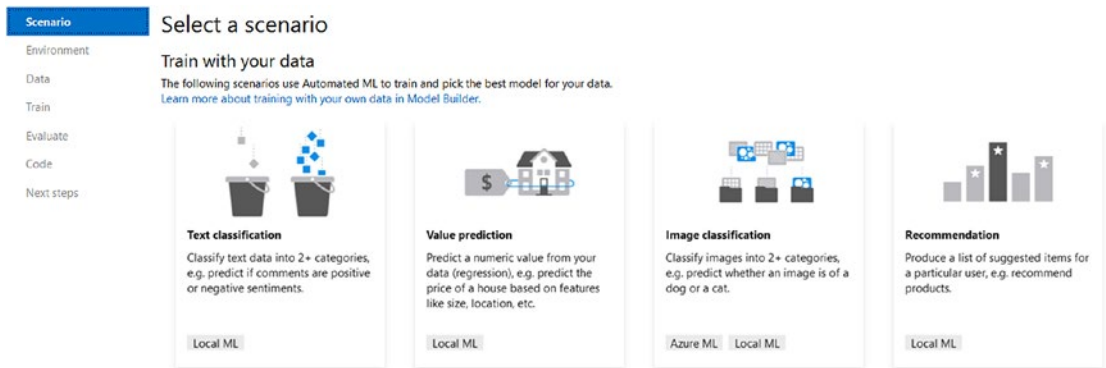 Scenario
Environment
Data
Train
Evaluate
Code
Next steps
Select a scenario
Train with your data
The following scenarios use Automated ML to train and pick the best model for your data.
Learn more about training with your own data in Model Builder.
$
Text classification
Classify text data into 2+ categories,
e.g. predict if comments are positive
or negative sentiments.
Local ML
Value prediction
Predict a numeric value from your
data (regression), e.g. predict the
price of a house based on features
like size, location, etc.
Local ML
Image classification
Classify images into 2+ categories,
e.g. predict whether an image is of a
dog or a cat.
Azure ML Local ML
Recommendation
Produce a list of suggested items for
a particular user, e.g. recommend
products.
Local ML